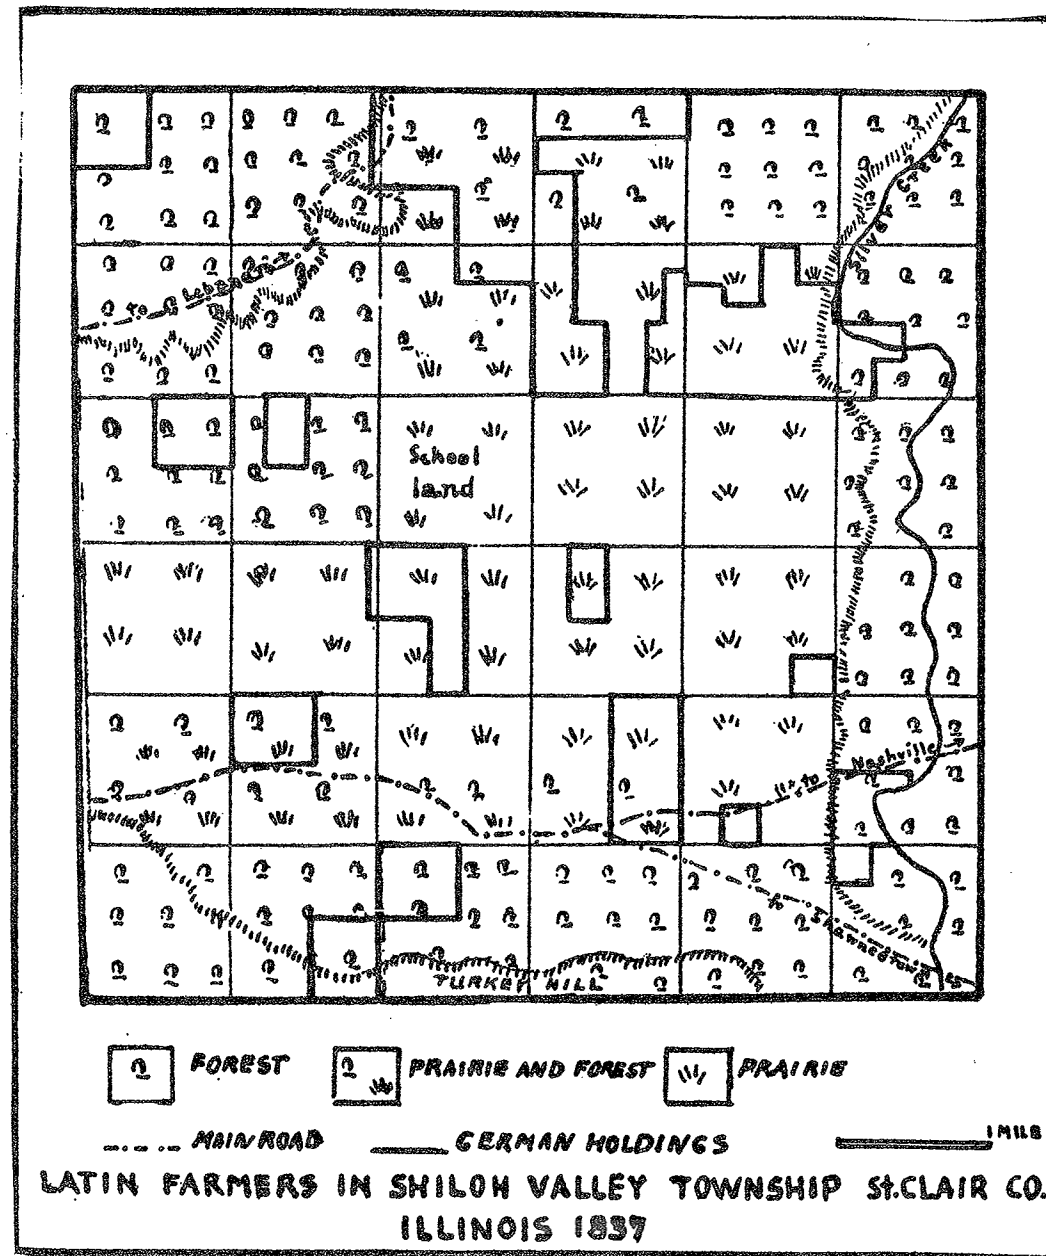 SILVER CREEK
To Lebanon
School
land
to Nashville
to Shawneetown
TURKEY HILL
FOREST
PRAIRIE AND FOREST
PRAIRIE
MAIN ROAD
GERMAN HOLDINGS
1 MILE
LATIN FARMERS IN SHILOH VALLEY TOWNSHIP St.CLAIR CO.
ILLINOIS 1837